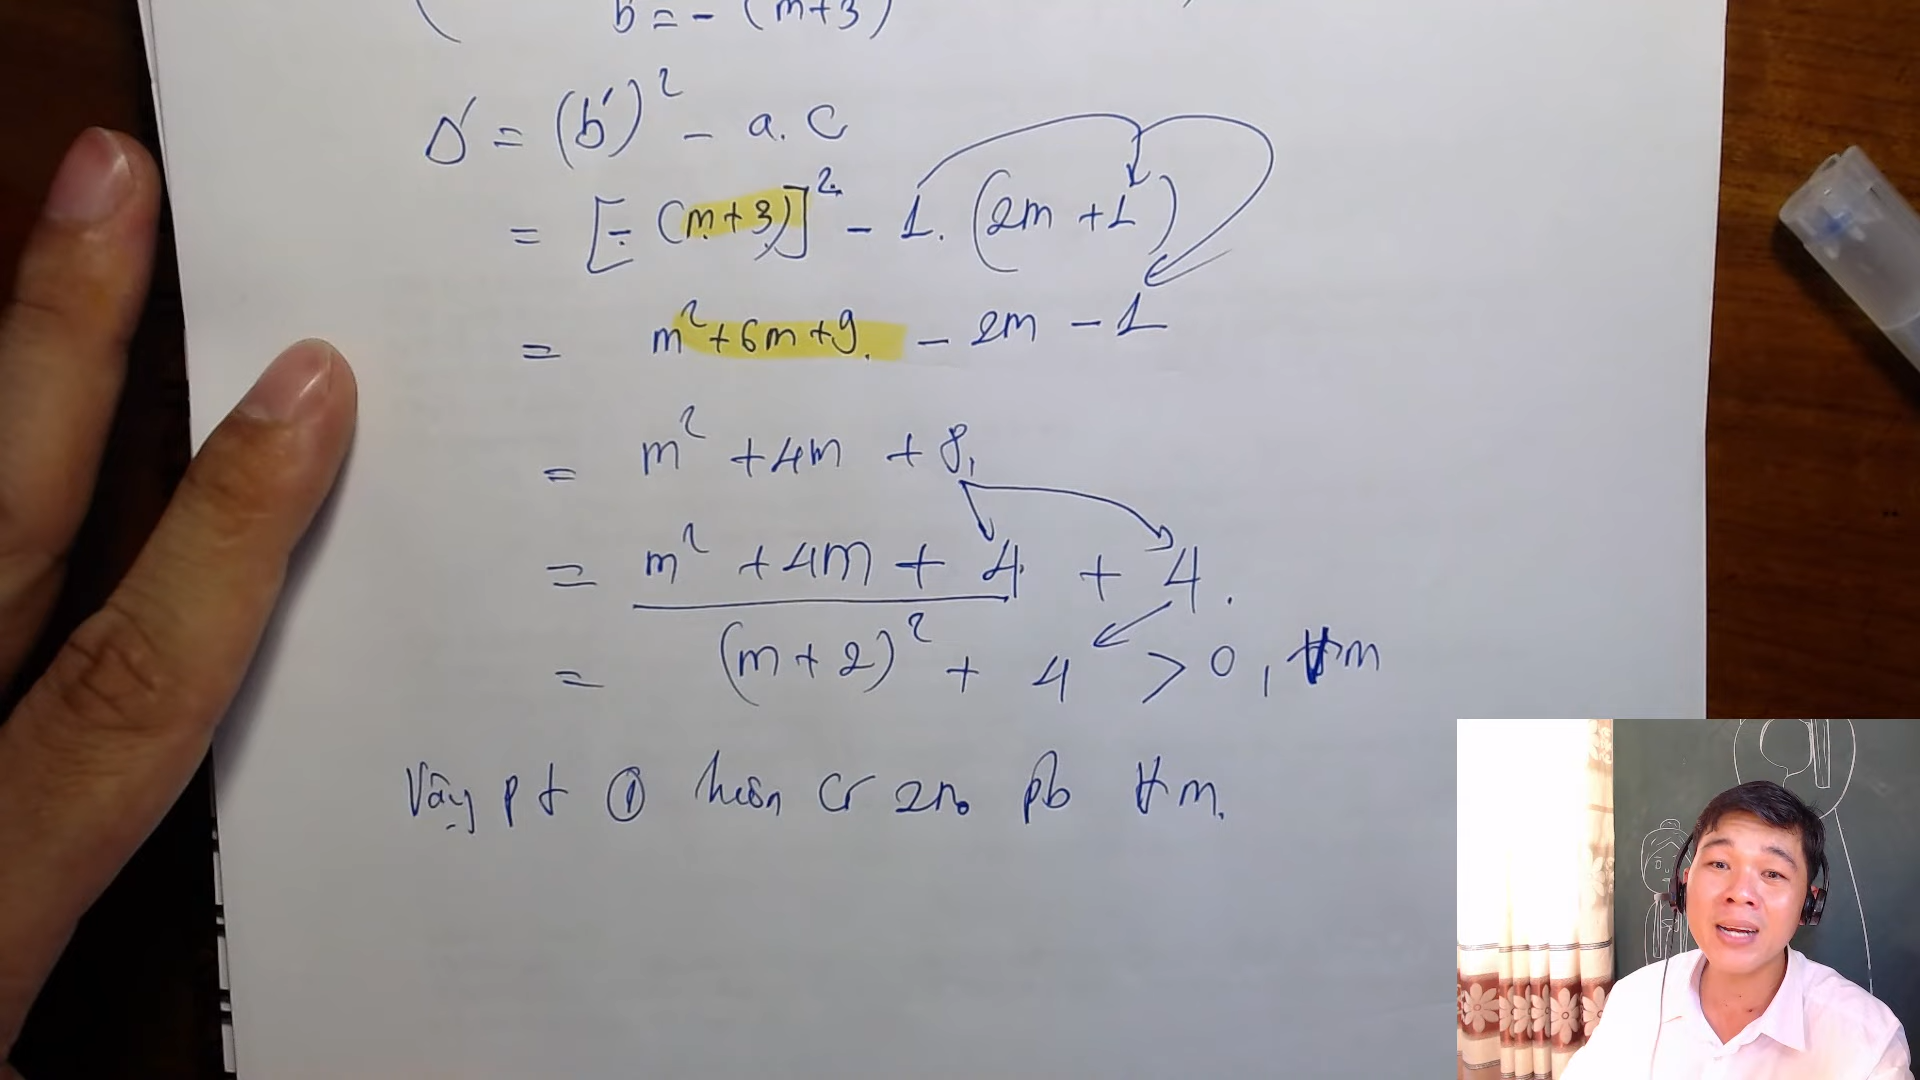 b' = - (m+3)
Δ' = (b')² - a.c
= [- (m+3)]² - 1. (2m +1)
= m² +6m +9 - 2m - 1
= m² +4m +8
= m² +4m + 4 + 4.
= (m+2)² + 4 > 0, ∀m
Vậy pt ① luôn có 2no pb ∀m.